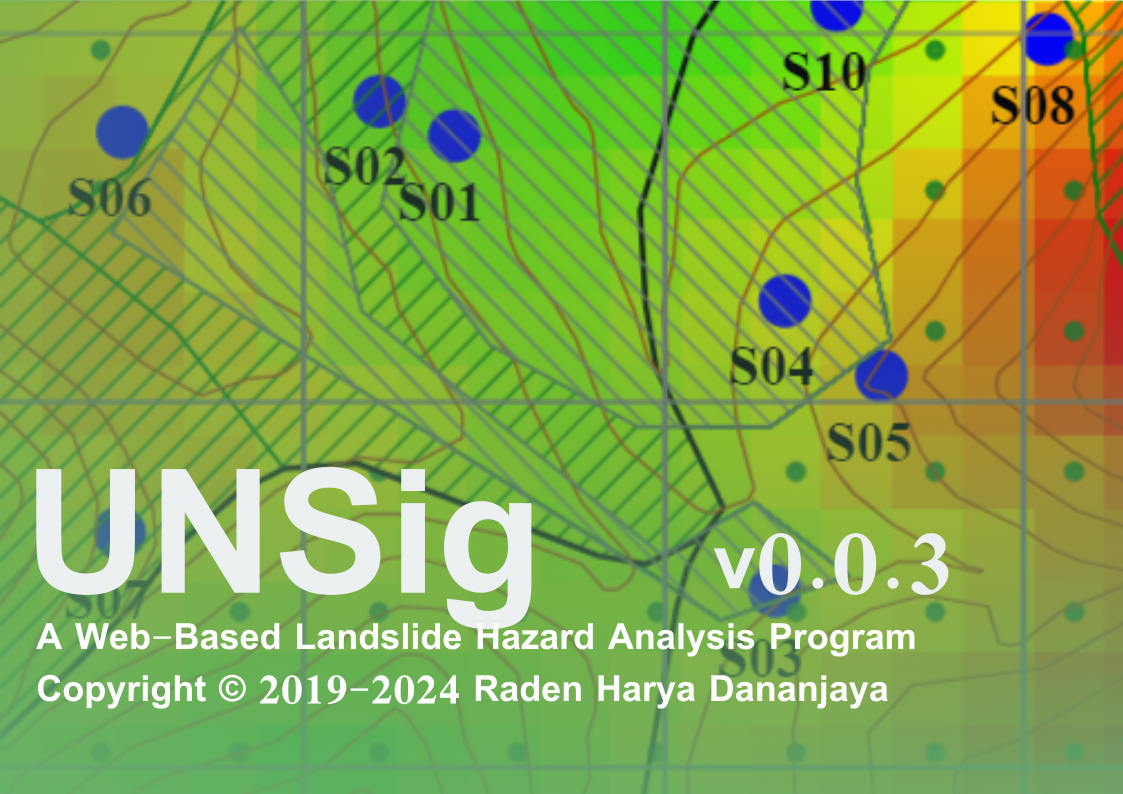 S10
S08
S02
S06
S01
S04
S05
UNSig v0.0.3
S07
A Web-Based Landslide Hazard Analysis Program
S03
Copyright © 2019-2024 Raden Harya Dananjaya